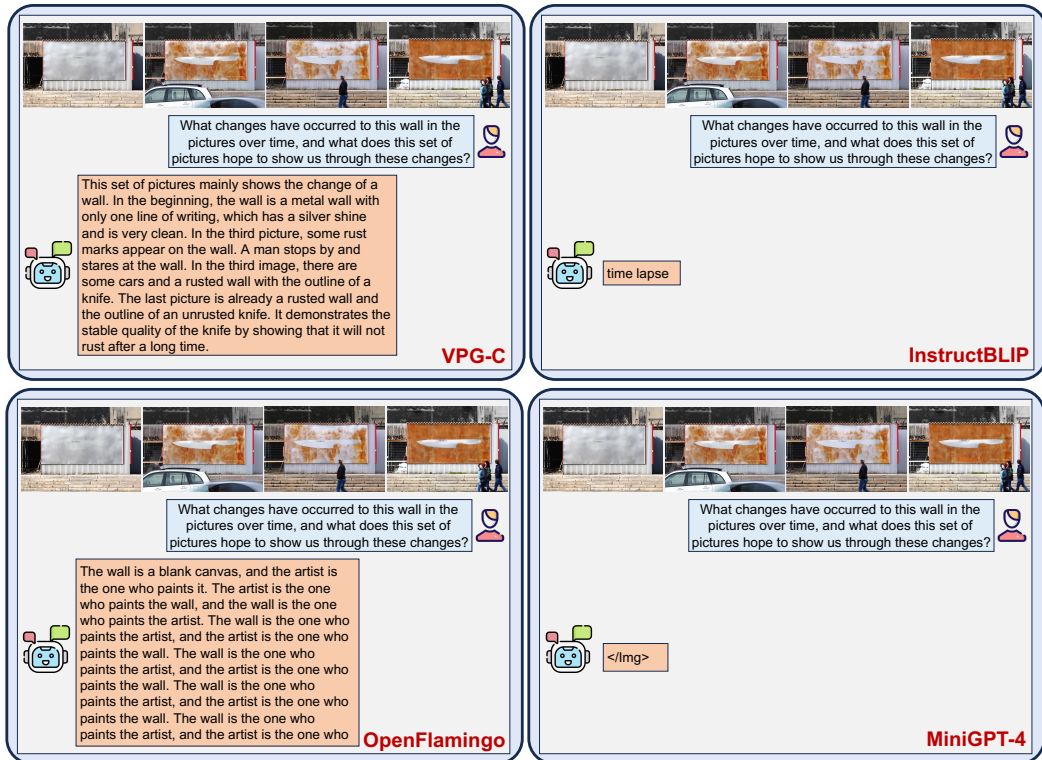 What changes have occurred to this wall in the
pictures over time, and what does this set of
pictures hope to show us through these changes?
This set of pictures mainly shows the change of a
wall. In the beginning, the wall is a metal wall with
only one line of writing, which has a silver shine
and is very clean. In the third picture, some rust
marks appear on the wall. A man stops by and
stares at the wall. In the third image, there are
some cars and a rusted wall with the outline of a
knife. The last picture is already a rusted wall and
the outline of an unrusted knife. It demonstrates the
stable quality of the knife by showing that it will not
rust after a long time.
VPG-C
What changes have occurred to this wall in the
pictures over time, and what does this set of
pictures hope to show us through these changes?
time lapse
InstructBLIP
What changes have occurred to this wall in the
pictures over time, and what does this set of
pictures hope to show us through these changes?
The wall is a blank canvas, and the artist is
the one who paints it. The artist is the one
who paints the wall, and the wall is the one
who paints the artist. The wall is the one who
paints the artist, and the artist is the one who
paints the wall. The wall is the one who
paints the artist, and the artist is the one who
paints the wall. The wall is the one who
paints the artist, and the artist is the one who
paints the wall. The wall is the one who
paints the artist, and the artist is the one who
OpenFlamingo
What changes have occurred to this wall in the
pictures over time, and what does this set of
pictures hope to show us through these changes?
</Img>
MiniGPT-4